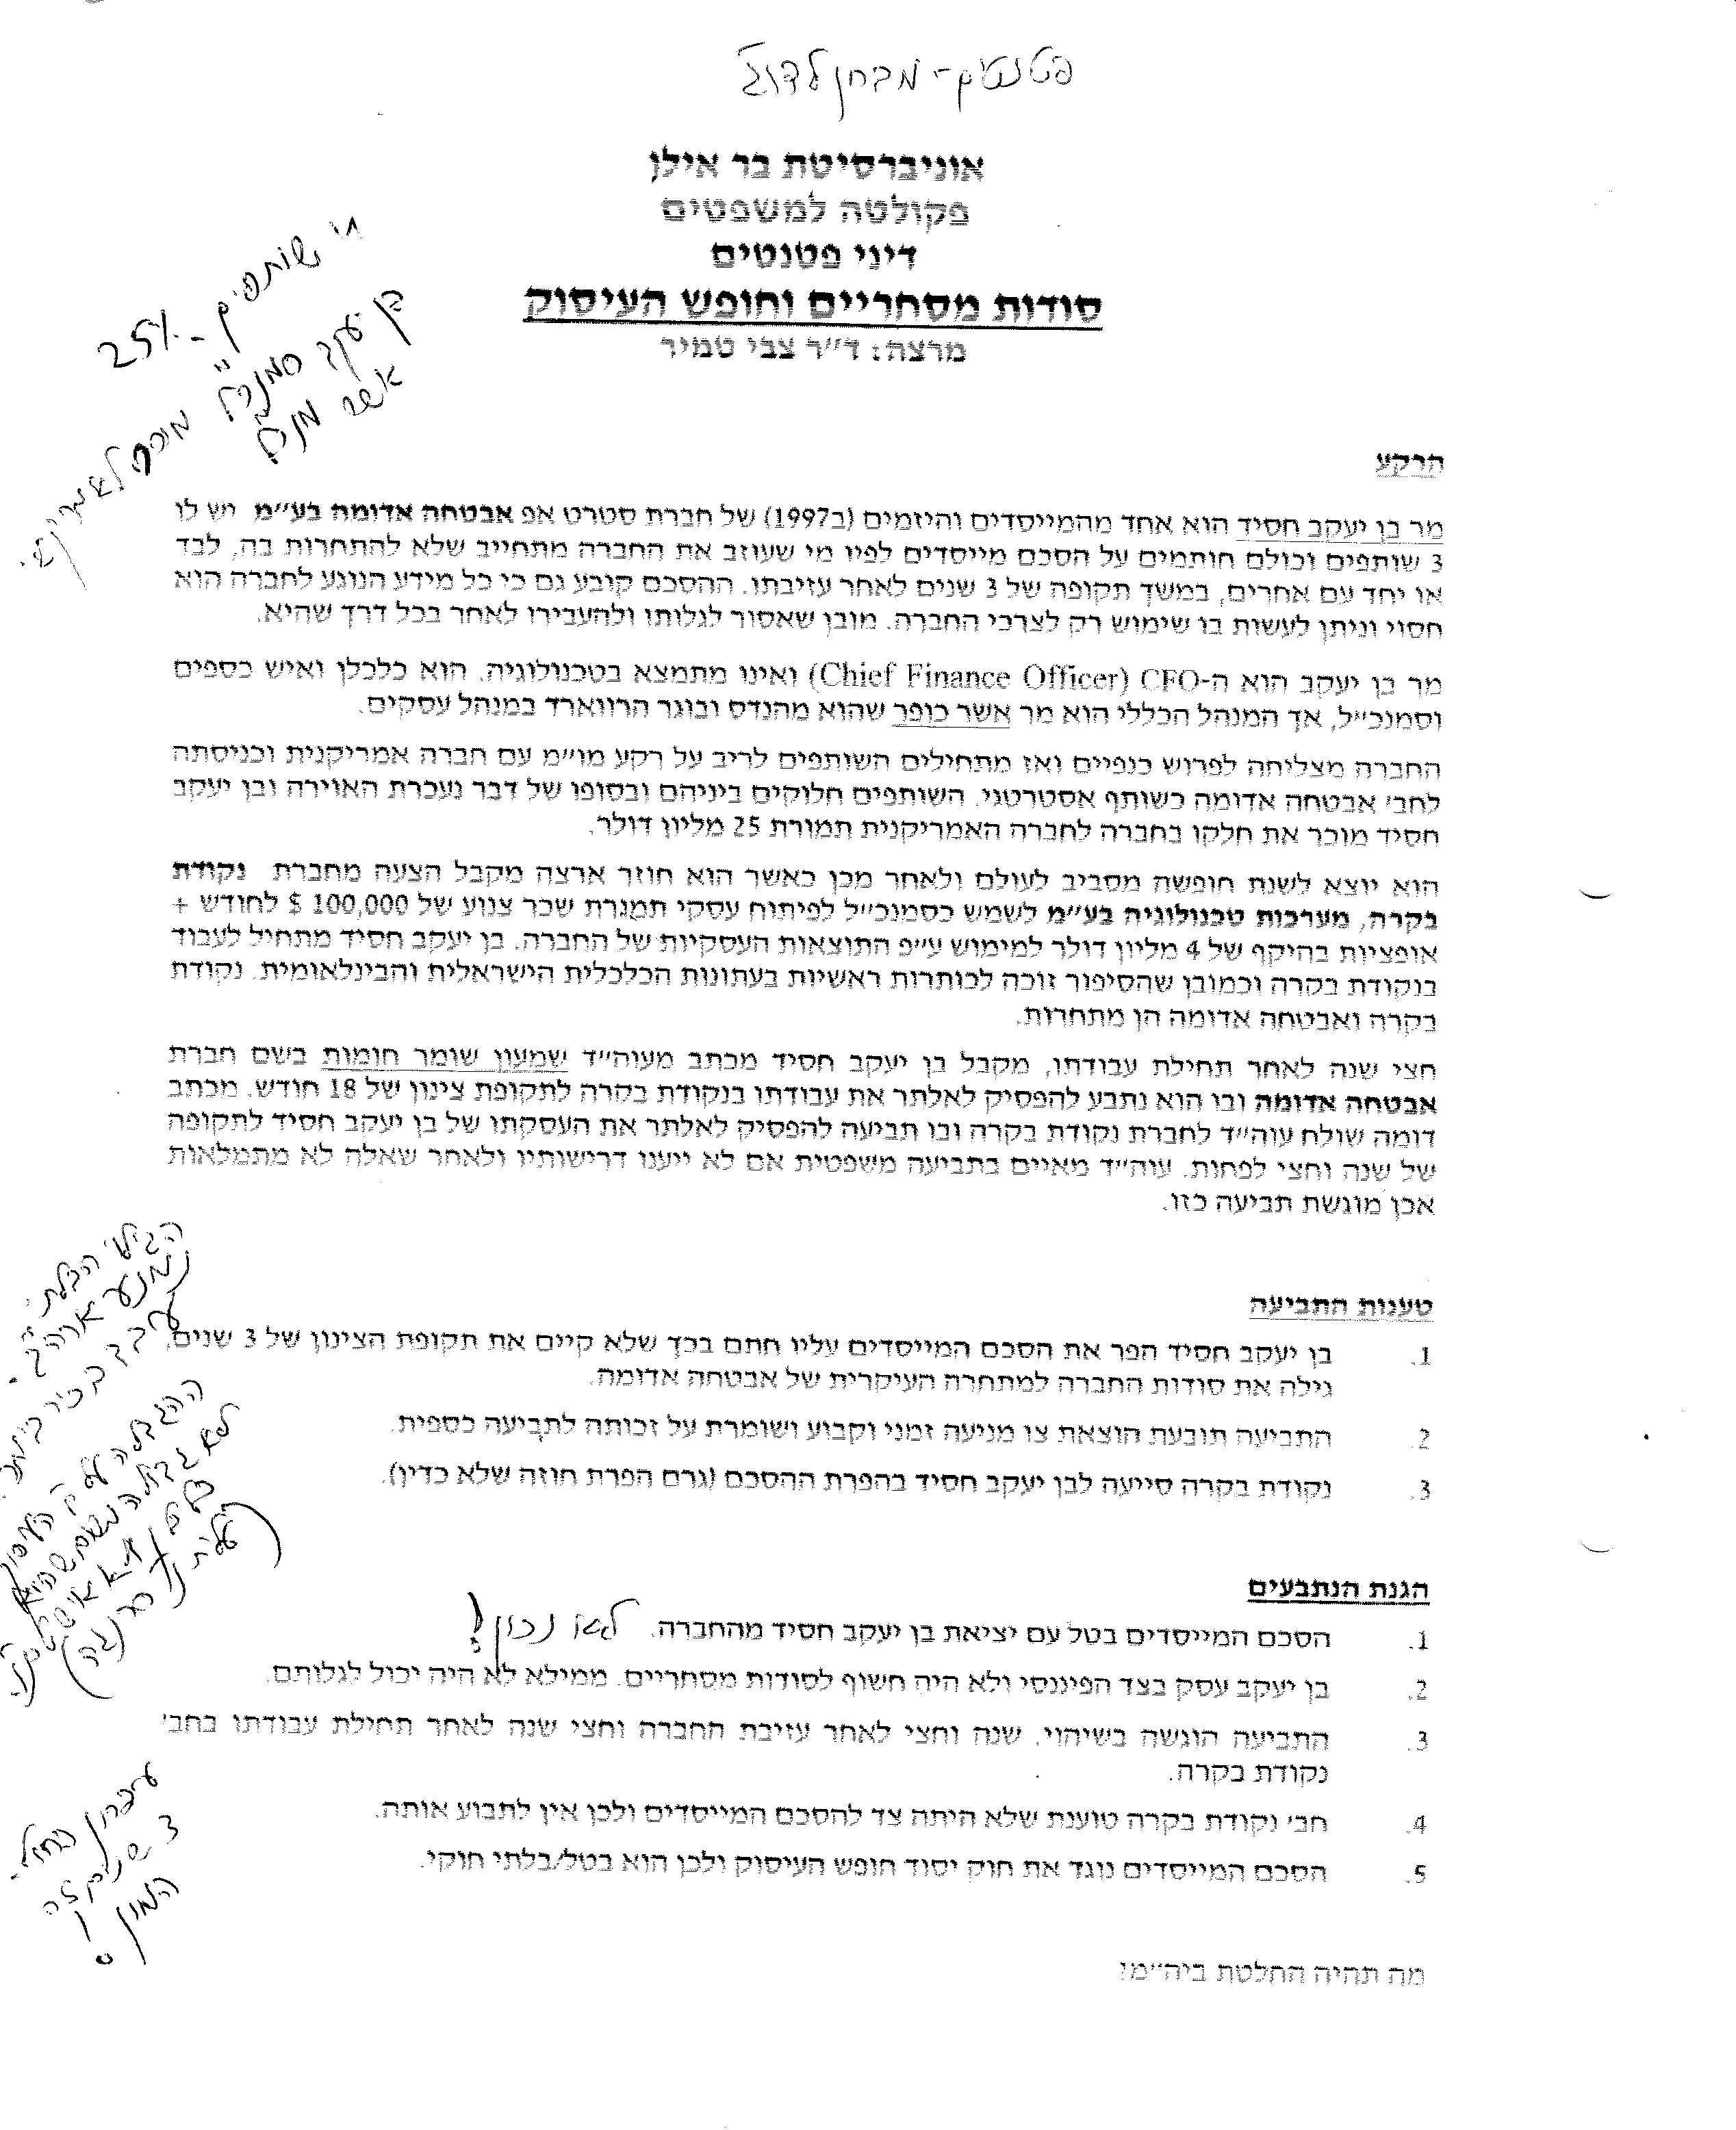 פטנטים - מבחן לדוג'
אוניברסיטת בר אילן
פקולטה למשפטים
דיני פטנטים
סודות מסחריים וחופש העיסוק
מרצה: ד״ר צבי טמיר
שותפים - 25%
בן יעקב סמנכ"ל
אשר מנכ"ל
הרקע
מר בן יעקב חסיד הוא אחד מהמייסדים והיזמים (ב1997) של חברת סטרט אפ אבטחה אדומה בע״מ יש לו
3 שותפים וכולם חותמים על הסכם מייסדים לפיו מי שעוזב את החברה מתחייב שלא להתחרות בה, לבד
או יחד עם אחרים, במשך תקופה של 3 שנים לאחר עזיבתו. ההסכם קובע גם כי כל מידע הנוגע לחברה הוא
חסוי וניתן לעשות בו שימוש רק לצרכי החברה. מובן שאסור לגלותו ולהעבירו לאחר בכל דרך שהיא.
מר בן יעקב הוא ה-CFO (Chief Finance Officer) ואינו מתמצא בטכנולוגיה. הוא כלכלן ואיש כספים
וסמנכ״ל, אך המנהל הכללי הוא מר אשר כופר שהוא מהנדס ובוגר הרווארד במנהל עסקים.
החברה מצליחה לפרוש כנפיים ואז מתחילים השותפים לריב על רקע מו״מ עם חברה אמריקנית וכניסתה
לחב׳ אבטחה אדומה כשותף אסטרטגי. השותפים חלוקים ביניהם ובסופו של דבר נעכרת האוירה ובן יעקב
חסיד מוכר את חלקו בחברה לחברה האמריקנית תמורת 25 מליון דולר.
הוא יוצא לשנת חופשה מסביב לעולם ולאחר מכן כאשר הוא חוזר ארצה מקבל הצעה מחברת נקודת
בקרה, מערכות טכנולוגיה בע״מ לשמש כסמנכ״ל לפיתוח עסקי תמורת שכר צנוע של 100,000 $ לחודש +
אופציות בהיקף של 4 מליון דולר למימוש ע״פ התוצאות העסקיות של החברה. בן יעקב חסיד מתחיל לעבוד
בנקודת בקרה וכמובן שהסיפור זוכה לכותרות ראשיות בעתונות הכלכלית הישראלית והבינלאומית. נקודת
בקרה ואבטחה אדומה הן מתחרות.
חצי שנה לאחר תחילת עבודתו, מקבל בן יעקב חסיד מכתב מעוה״ד שמעון שומר חומות בשם חברת
אבטחה אדומה ובו הוא נתבע להפסיק לאלתר את עבודתו בנקודת בקרה לתקופת צינון של 18 חודש. מכתב
דומה שולח עוה״ד לחברת נקודת בקרה ובו תביעה להפסיק לאלתר את העסקתו של בן יעקב חסיד לתקופה
של שנה וחצי לפחות. עוה״ד מאיים בתביעה משפטית אם לא ייענו דרישותיו ולאחר שאלה לא מתמלאות
אכן מוגשת תביעה כזו.
טענות התביעה
1. בן יעקב חסיד הפר את הסכם המייסדים עליו חתם בכך שלא קיים את תקופת הצינון של 3 שנים,
גילה את סודות החברה למתחרה העיקרית של אבטחה אדומה.
2. התביעה תובעת הוצאת צו מניעה זמני וקבוע ושומרת על זכותה לתביעה כספית.
3. נקודת בקרה סייעה לבן יעקב חסיד בהפרת ההסכם (גרם הפרת חוזה שלא כדין).
הגנת הנתבעים
1. הסכם המייסדים בטל עם יציאת בן יעקב חסיד מהחברה. לא נכון!
2. בן יעקב עסק בצד הפיננסי ולא היה חשוף לסודות מסחריים. ממילא לא היה יכול לגלותם.
3. התביעה הוגשה בשיהוי. שנה וחצי לאחר עזיבת החברה וחצי שנה לאחר תחילת עבודתו בחב׳
נקודת בקרה.
4. חב׳ נקודת בקרה טוענת שלא היתה צד להסכם המייסדים ולכן אין לתבוע אותה.
5. הסכם המייסדים נוגד את חוק יסוד חופש העיסוק ולכן הוא בטל/בלתי חוקי.
3 שנים זה
המון
מה תהיה החלטת ביה״מ?